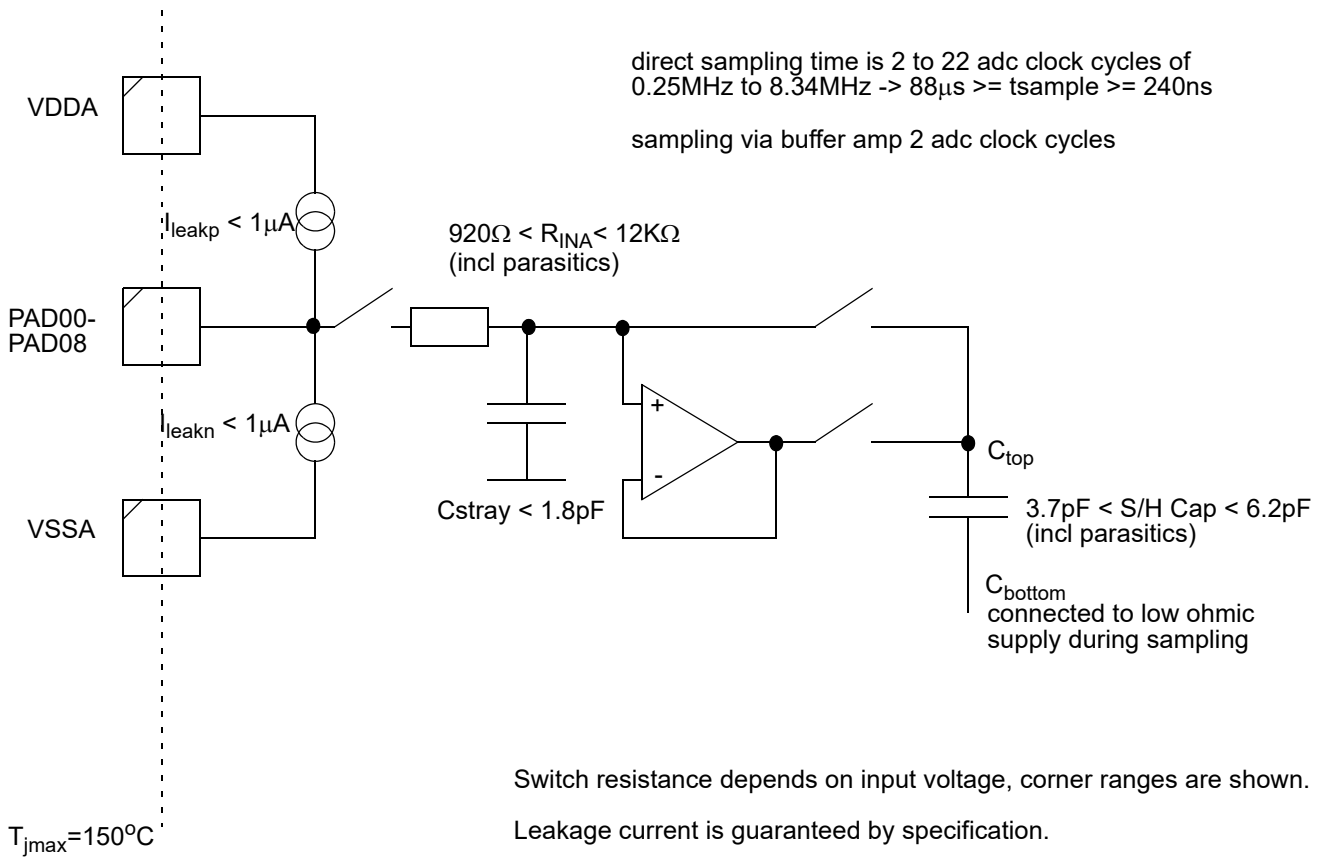 direct sampling time is 2 to 22 adc clock cycles of
0.25MHz to 8.34MHz -> 88μs >= tsample >= 240ns
sampling via buffer amp 2 adc clock cycles
VDDA
Ileakp < 1μA
920Ω < RINA< 12KΩ
(incl parasitics)
PAD00-
PAD08
Ileakn < 1μA
+
-
Ctop
Cstray < 1.8pF
3.7pF < S/H Cap < 6.2pF
(incl parasitics)
VSSA
Cbottom
connected to low ohmic
supply during sampling
Switch resistance depends on input voltage, corner ranges are shown.
Leakage current is guaranteed by specification.
Tjmax=150oC